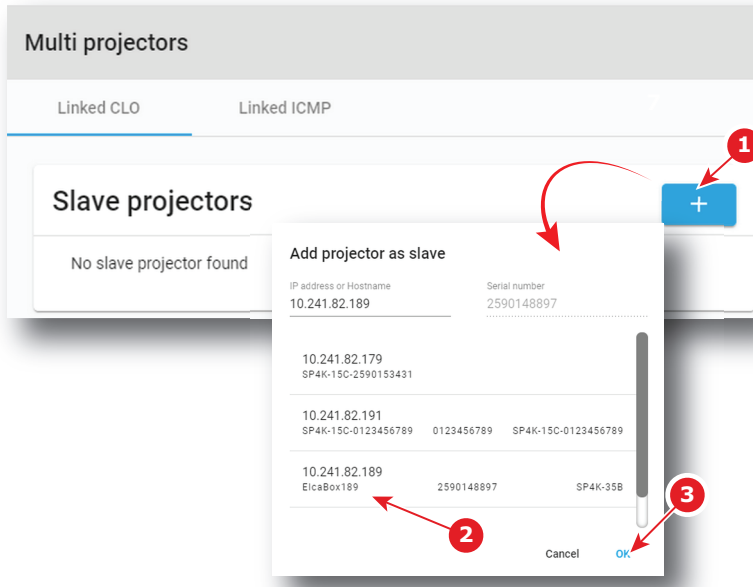 Multi projectors
Linked CLO Linked ICMP
1
Slave projectors
+
No slave projector found
Add projector as slave
IP address or Hostname Serial number
10.241.82.189 2590148897
10.241.82.179
SP4K-15C-2590153431
10.241.82.191
SP4K-15C-0123456789 0123456789 SP4K-15C-0123456789
10.241.82.189
ElcaBox189 2590148897 SP4K-35B
2
3
Cancel OK